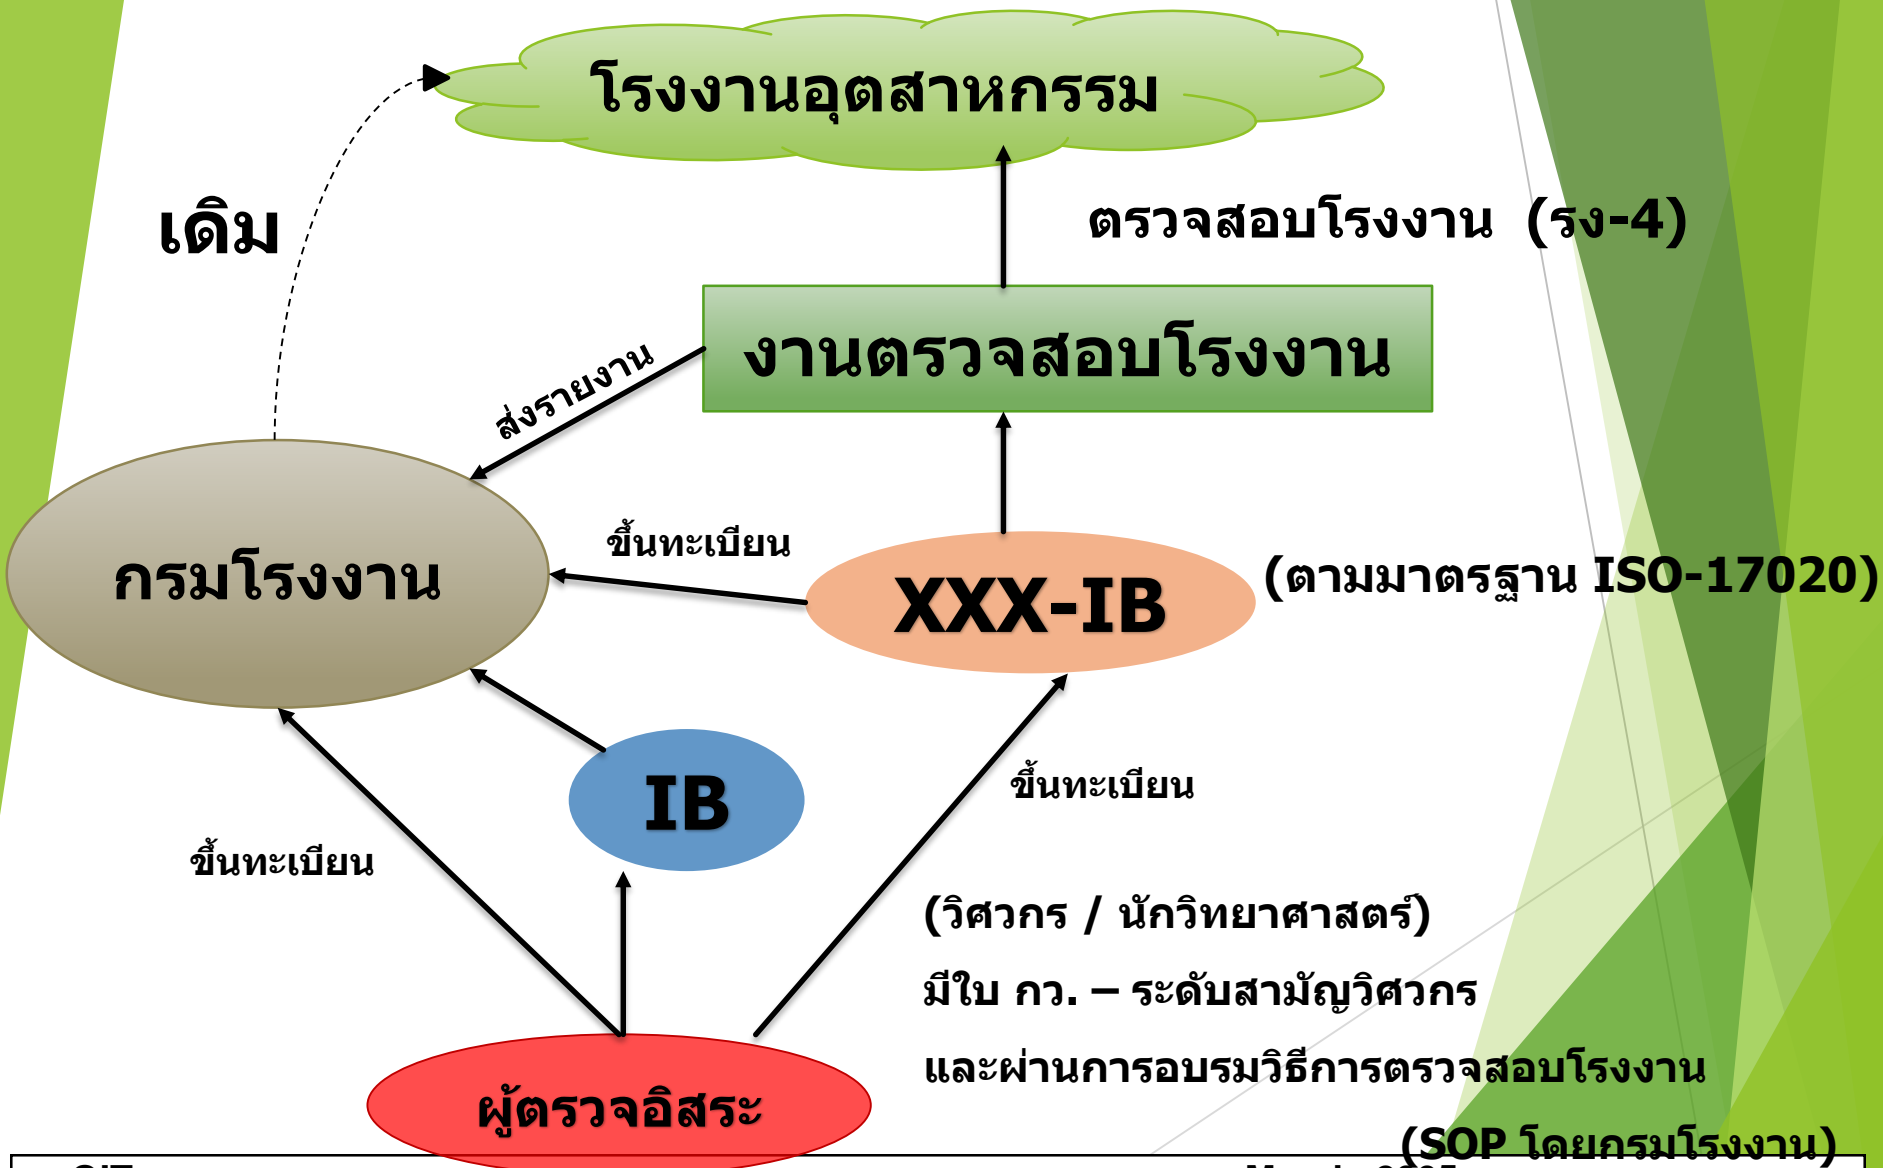 โรงงานอุตสาหกรรม
เดิม
ตรวจสอบโรงงาน (รง-4)
งานตรวจสอบโรงงาน
ส่งรายงาน
ขึ้นทะเบียน
กรมโรงงาน
XXX-IB
(ตามมาตรฐาน ISO-17020)
IB
ขึ้นทะเบียน
ขึ้นทะเบียน
(วิศวกร / นักวิทยาศาสตร์)
มีใบ กว. – ระดับสามัญวิศวกร
และผ่านการอบรมวิธีการตรวจสอบโรงงาน
ผู้ตรวจอิสระ
(SOP โดยกรมโรงงาน)